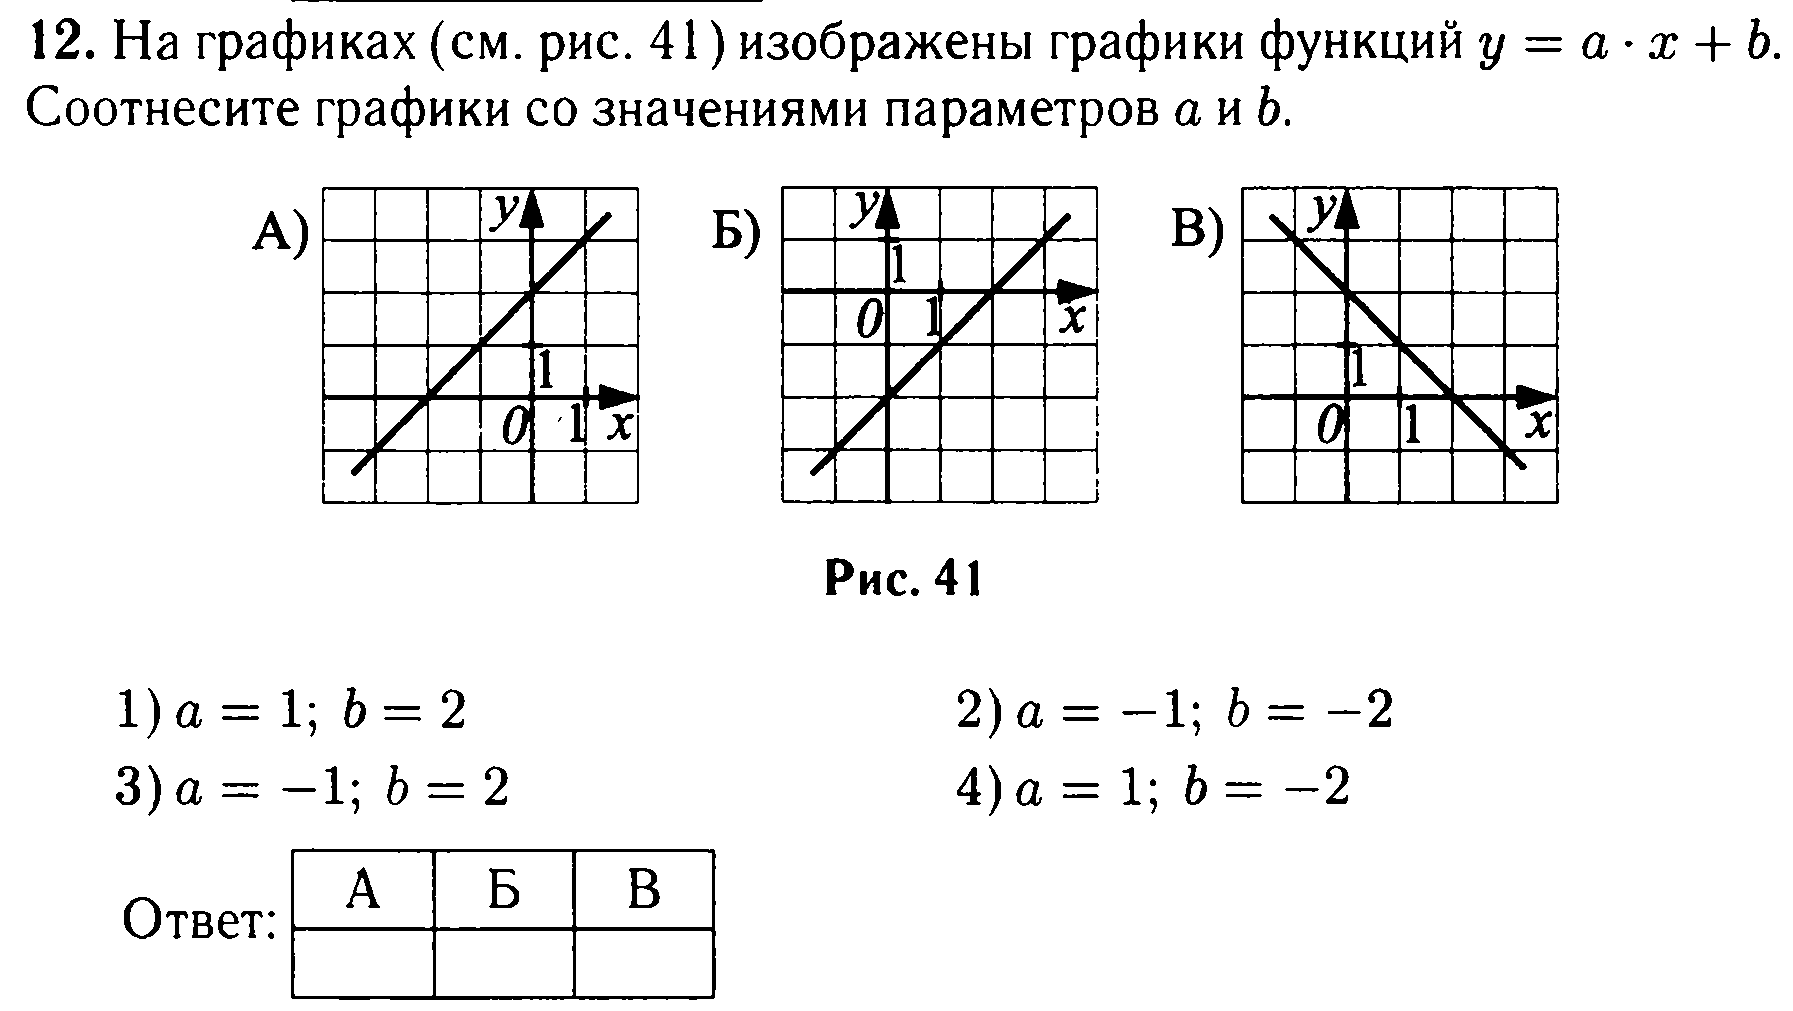 12. На графиках (см. рис. 41) изображены графики функций y = a · x + b.
Соотнесите графики со значениями параметров a и b.
А) y 1 0 1 x
Б) y 1 0 1 x
В) y 1 0 1 x
Рис. 41
1) a = 1; b = 2
2) a = −1; b = −2
3) a = −1; b = 2
4) a = 1; b = −2
Ответ:
А Б В